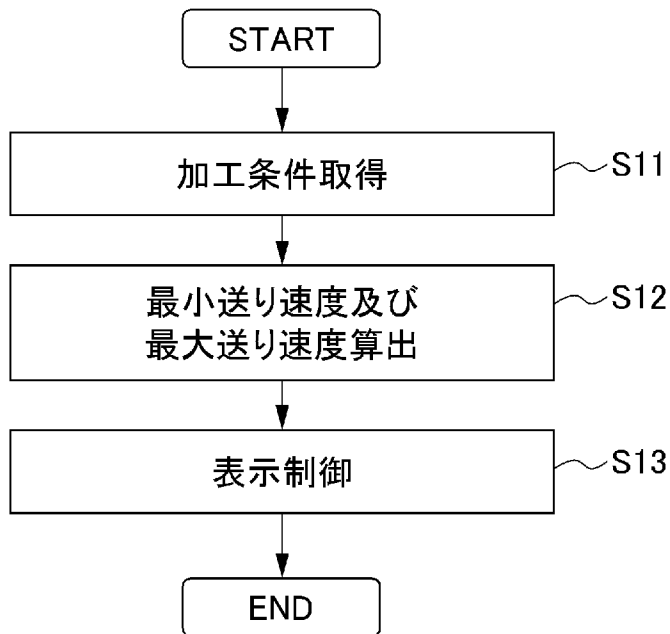 START
加工条件取得
S11
最小送り速度及び
最大送り速度算出
S12
表示制御
S13
END